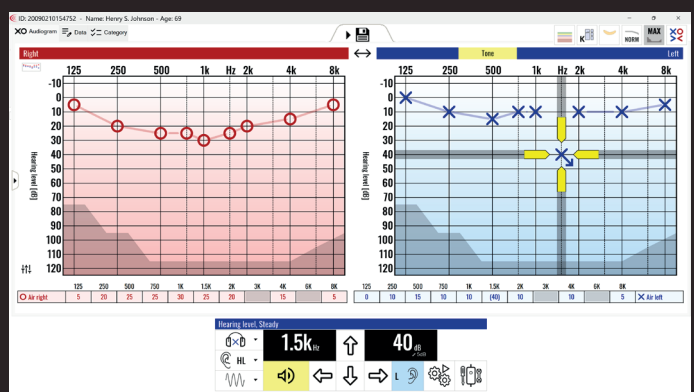 ID: 20090210154752 - Name: Henry S. Johnson - Age: 69
XO Audiogram Data Category
K NORM MAX
Right
Tone Left
125 250 500 1k Hz 2k 4k 8k
125 250 500 1k Hz 2k 4k 8k
-10
0
10
20
30
40
50
60
70
80
90
100
110
120
Hearing level [dB]
-10
0
10
20
30
40
50
60
70
80
90
100
110
120
Hearing level [dB]
125 250 500 750 1K 1.5K 2K 3K 4K 6K 8K
Air right 5 20 25 25 30 25 20 15 5
125 250 500 750 1K 1.5K 2K 3K 4K 6K 8K
0 10 15 10 10 (40) 10 10 5 Air left
Hearing level, Steady
1.5k Hz 40 dB
5dB
HL
L